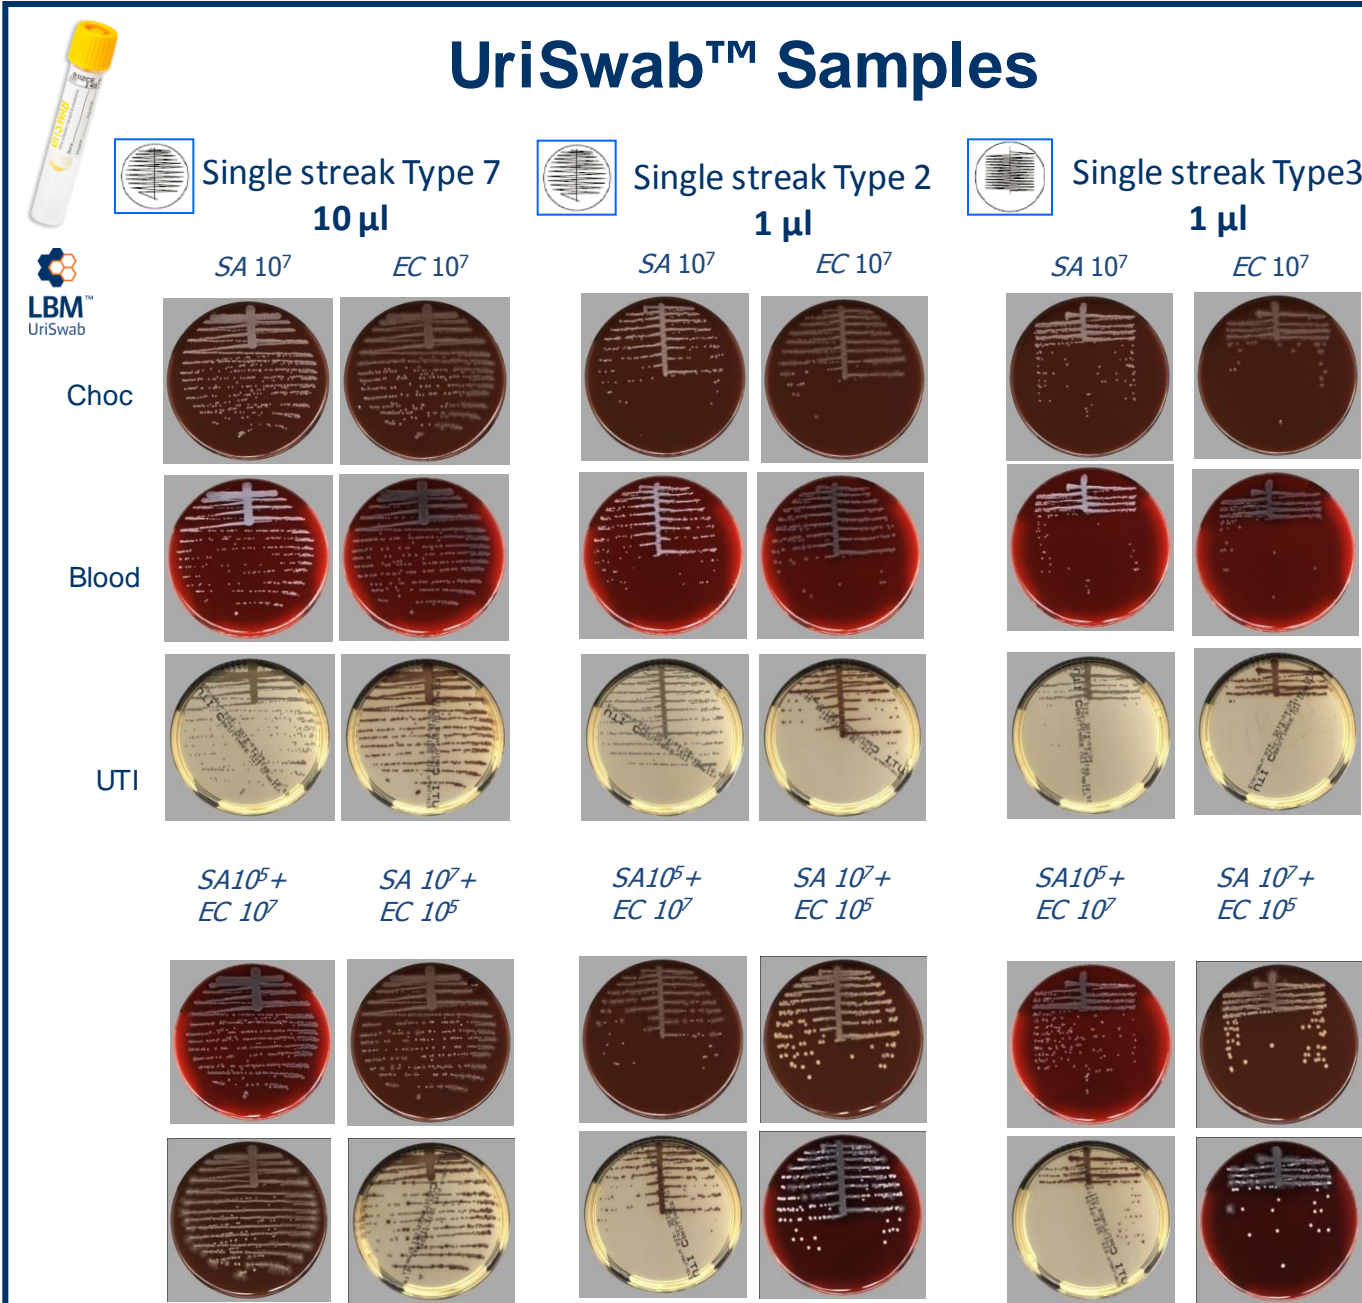 UriSwab™ Samples
UriSWAB
Single streak Type 7
10 µl
Single streak Type 2
1 µl
Single streak Type3
1 µl
LBM™
UriSwab
SA 10⁷
EC 10⁷
SA 10⁷
EC 10⁷
SA 10⁷
EC 10⁷
Choc
Blood
UTI
SA10⁵+
EC 10⁷
SA 10⁷+
EC 10⁵
SA10⁵+
EC 10⁷
SA 10⁷+
EC 10⁵
SA10⁵+
EC 10⁷
SA 10⁷+
EC 10⁵